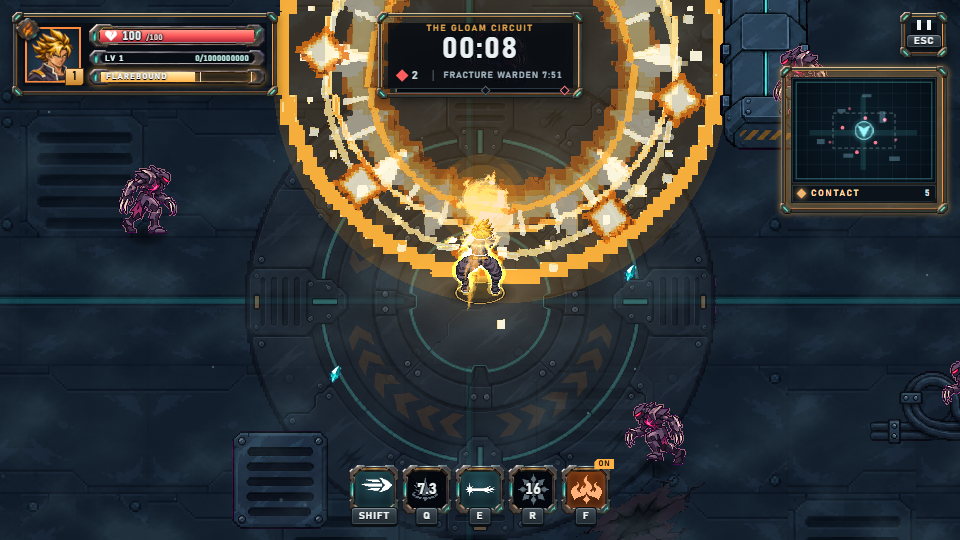 100 /100
LV 1 0/1000000000
FLAREBOUND
1
THE GLOAM CIRCUIT
00:08
2 | FRACTURE WARDEN 7:51
ESC
CONTACT 5
ON
7.3 16
SHIFT Q E R F